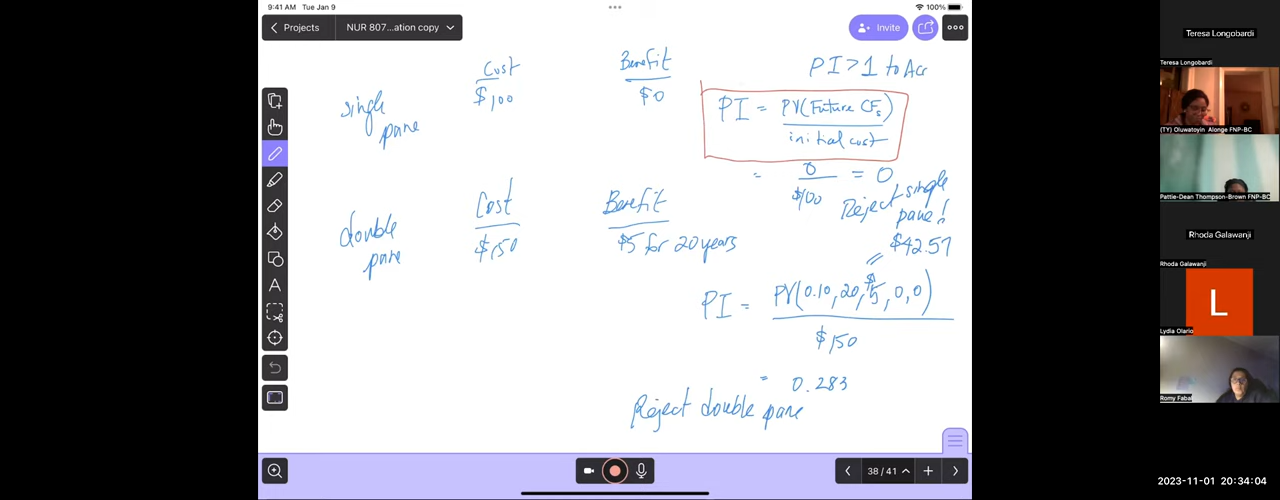 9:41 AM Tue Jan 9
100%
Projects
NUR 807...ation copy
Invite
Cost
Benefit
PI > 1 to Acc
single pane
$100
$0
PI = PV(Future CFs)
initial cost
= 0 = 0
$100
Reject single pane!
Cost
Benefit
double pane
$150
$5 for 20 years
$42.57
=
PI = PV(0.10, 20, $5, 0, 0)
$150
= 0.283
Reject double pane
38 / 41
Teresa Longobardi
Teresa Longobardi
(TY) Oluwatoyin Alonge FNP-BC
Pattie-Dean Thompson-Brown FNP-BC
Rhoda Galawanji
Rhoda Galawanji
L
Lydia Olario
Romy Fabal
2023-11-01 20:34:04